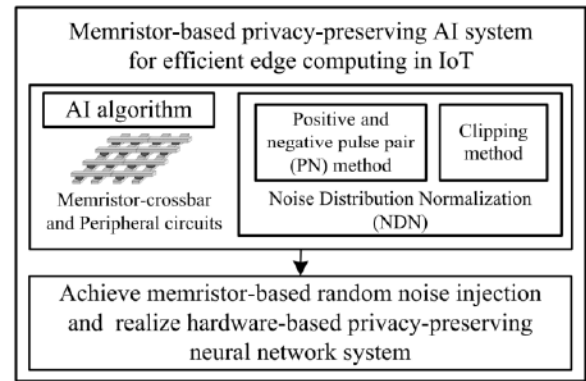 Memristor-based privacy-preserving AI system
for efficient edge computing in IoT
AI algorithm
Memristor-crossbar
and Peripheral circuits
Positive and
negative pulse pair
(PN) method
Clipping
method
Noise Distribution Normalization
(NDN)
Achieve memristor-based random noise injection
and realize hardware-based privacy-preserving
neural network system